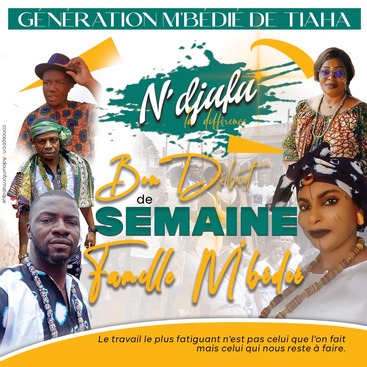 GÉNÉRATION M'BÉDIÉ DE TIAHA
N'djufu
la différence
Bon Début
de
SEMAINE
Famille M'bédié
Le travail le plus fatiguant n'est pas celui que l'on fait
mais celui qui nous reste à faire.